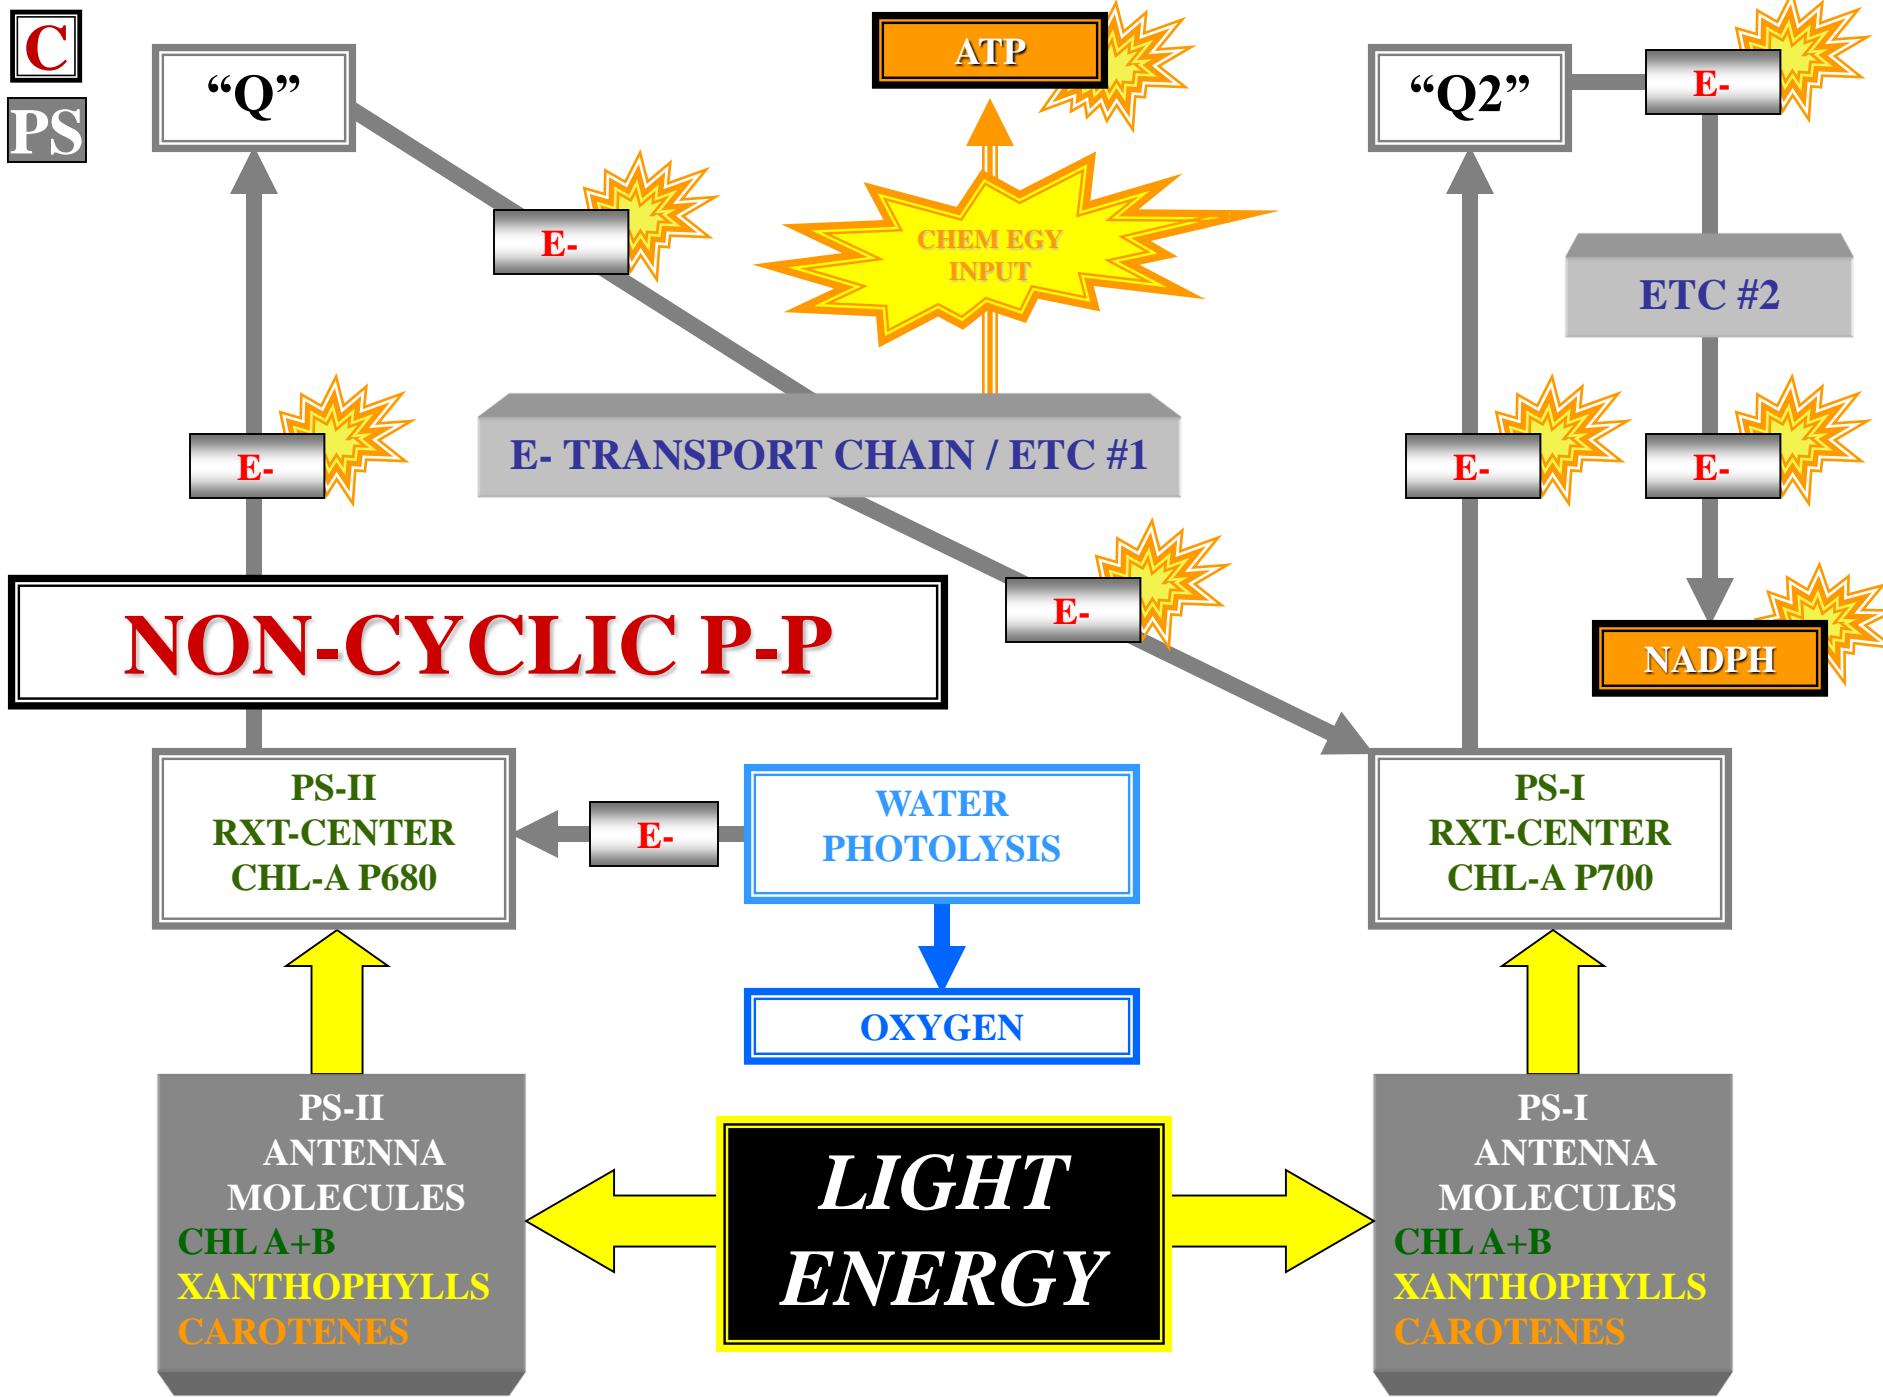 C
PS
“Q”
E-
ATP
CHEM EGY
INPUT
“Q2”
E-
ETC #2
E-
E- TRANSPORT CHAIN / ETC #1
E-
E-
E-
NON-CYCLIC P-P
NADPH
PS-II
RXT-CENTER
CHL-A P680
E-
WATER
PHOTOLYSIS
PS-I
RXT-CENTER
CHL-A P700
OXYGEN
PS-II
ANTENNA
MOLECULES
CHL A+B
XANTHOPHYLLS
CAROTENES
LIGHT
ENERGY
PS-I
ANTENNA
MOLECULES
CHL A+B
XANTHOPHYLLS
CAROTENES